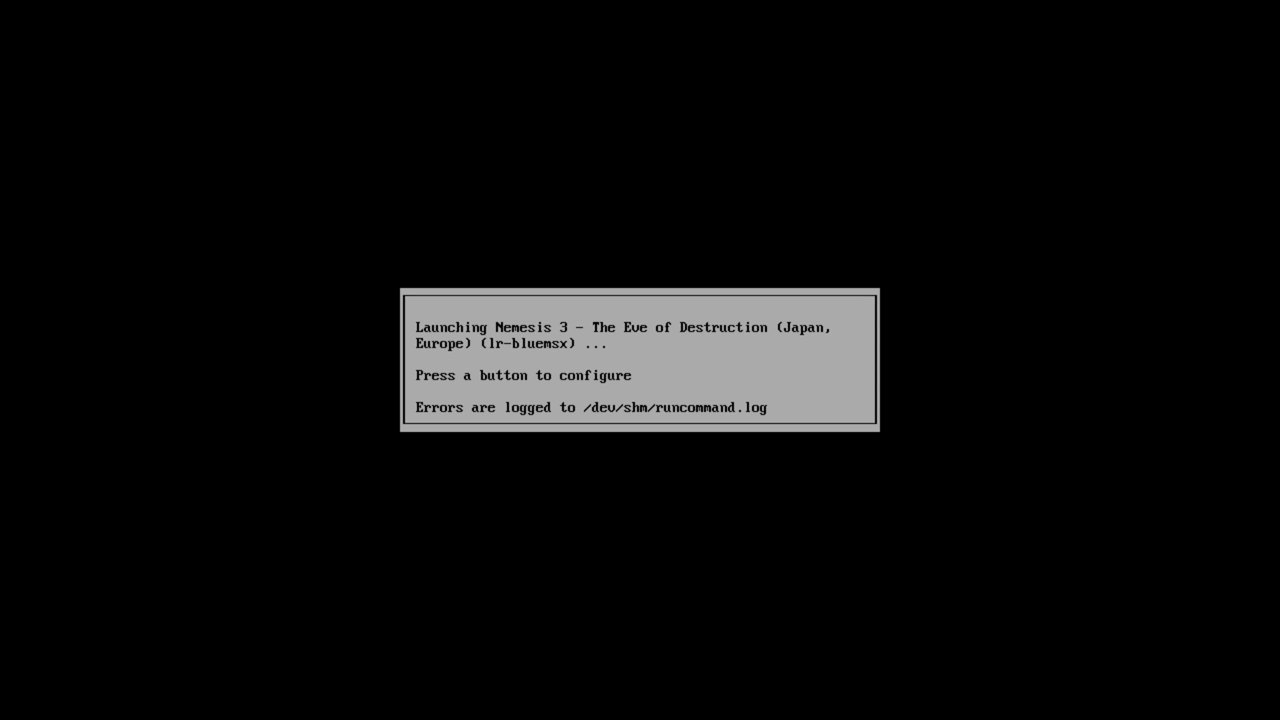 Launching Nemesis 3 - The Eve of Destruction (Japan,
Europe) (lr-bluemsx) ...
Press a button to configure
Errors are logged to /dev/shm/runcommand.log